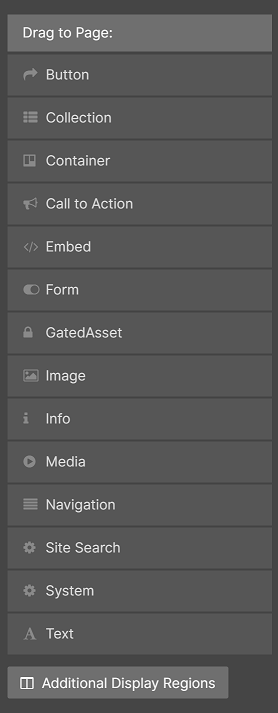 Drag to Page:
Button
Collection
Container
Call to Action
Embed
Form
GatedAsset
Image
Info
Media
Navigation
Site Search
System
Text
Additional Display Regions